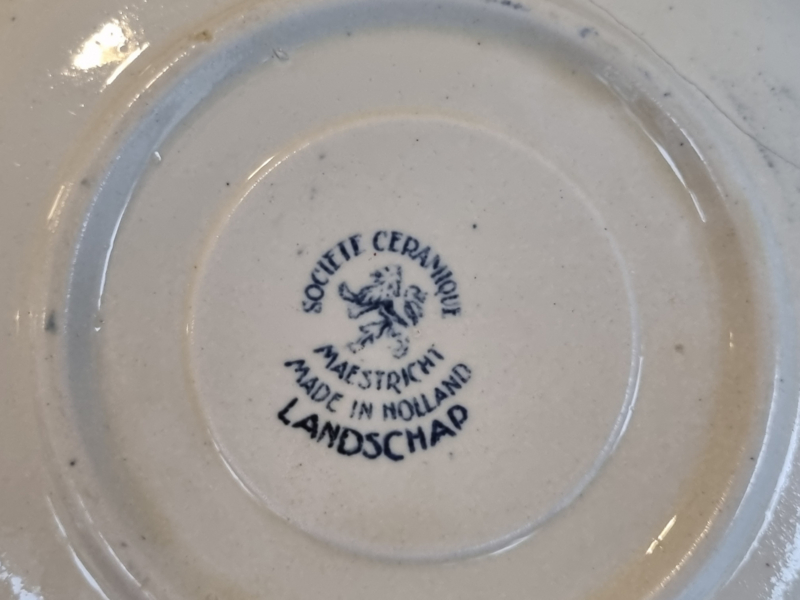 SOCIETE CERAMIQUE
MAESTRICHT
MADE IN HOLLAND
LANDSCHAP